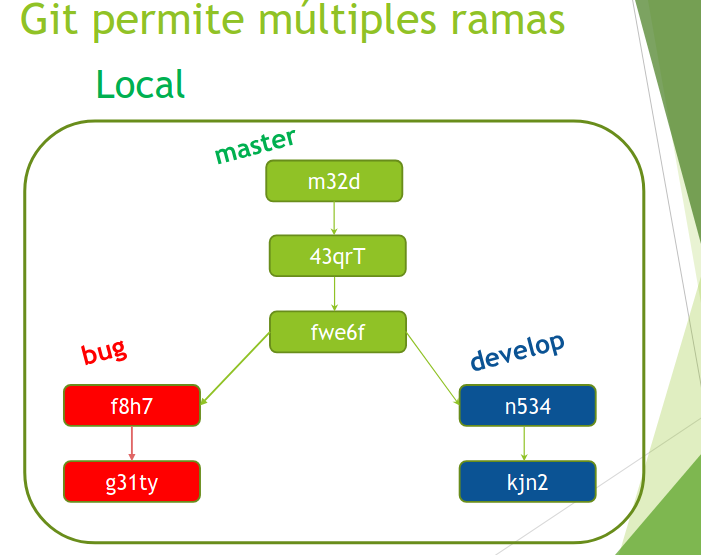 Git permite múltiples ramas
Local
master
m32d
43qrT
fwe6f
bug
develop
f8h7
n534
g31ty
kjn2